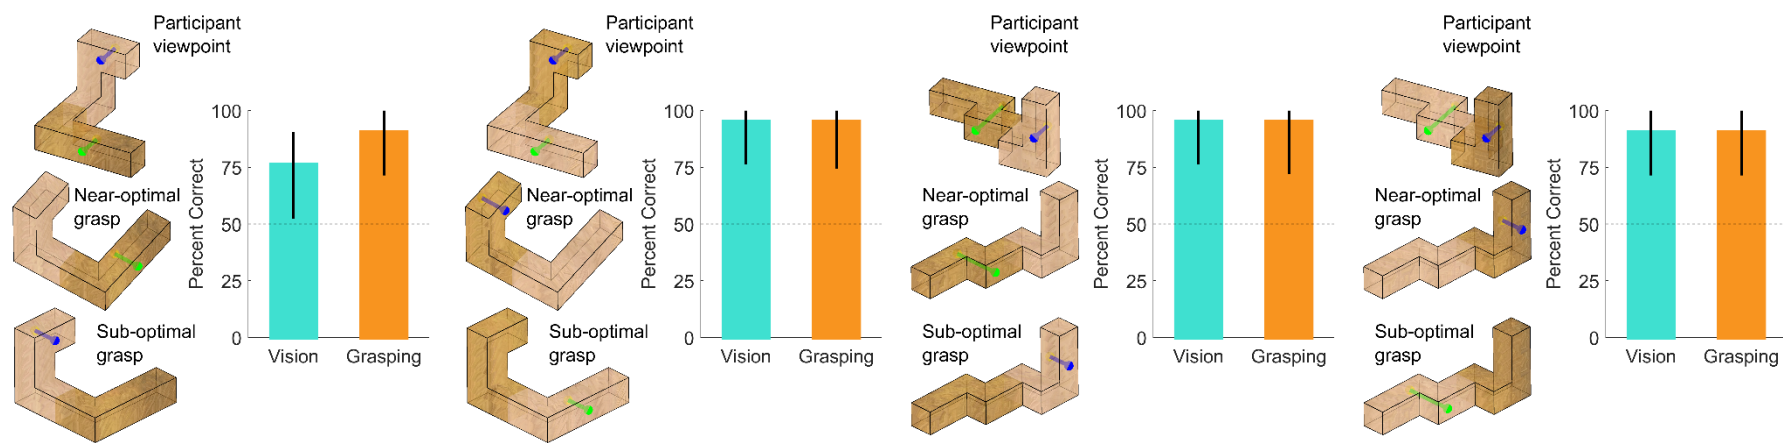 Participant
viewpoint
Near-optimal
grasp
Sub-optimal
grasp
Percent Correct
100
75
50
25
0
Vision
Grasping
Participant
viewpoint
Near-optimal
grasp
Sub-optimal
grasp
Percent Correct
100
75
50
25
0
Vision
Grasping
Participant
viewpoint
Near-optimal
grasp
Sub-optimal
grasp
Percent Correct
100
75
50
25
0
Vision
Grasping
Participant
viewpoint
Near-optimal
grasp
Sub-optimal
grasp
Percent Correct
100
75
50
25
0
Vision
Grasping